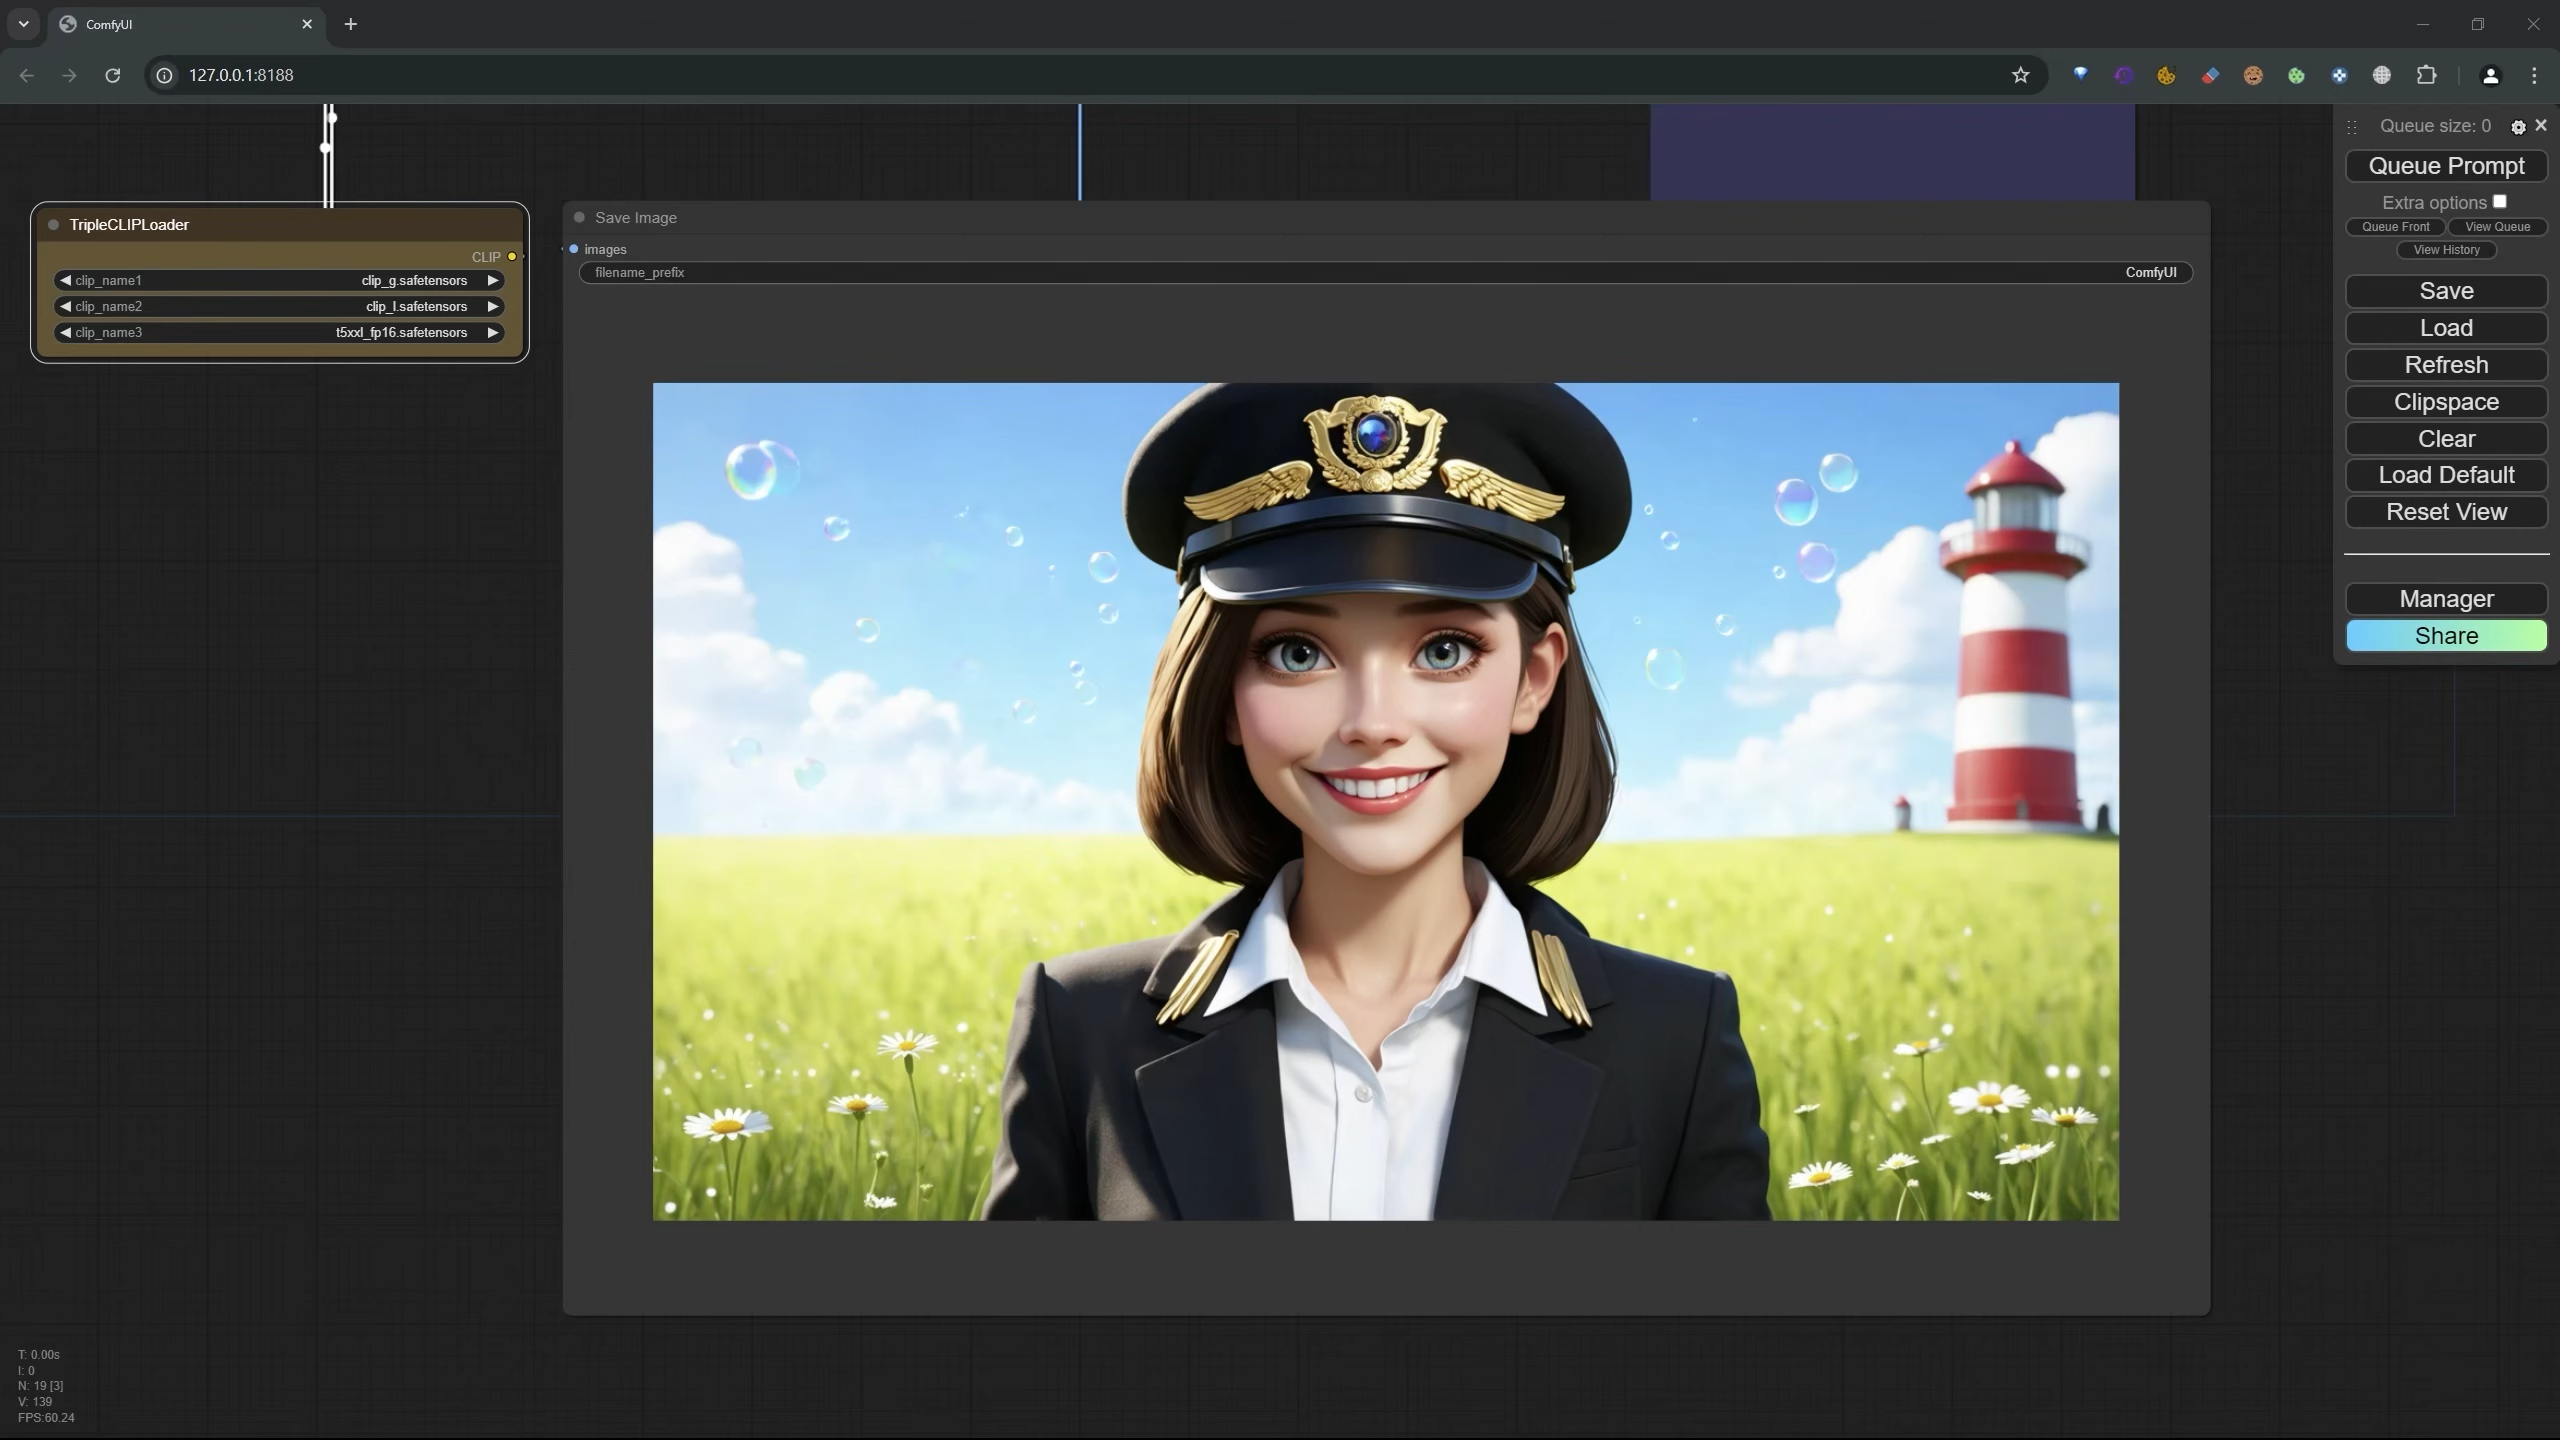 ComfyUI
127.0.0.1:8188
TripleCLIPLoader
CLIP
clip_name1 clip_g.safetensors
clip_name2 clip_l.safetensors
clip_name3 t5xxl_fp16.safetensors
Save Image
images
filename_prefix ComfyUI
Queue size: 0
Queue Prompt
Extra options
Queue Front View Queue
View History
Save
Load
Refresh
Clipspace
Clear
Load Default
Reset View
Manager
Share
T: 0.00s
I: 0
N: 19 [3]
V: 139
FPS:60.24